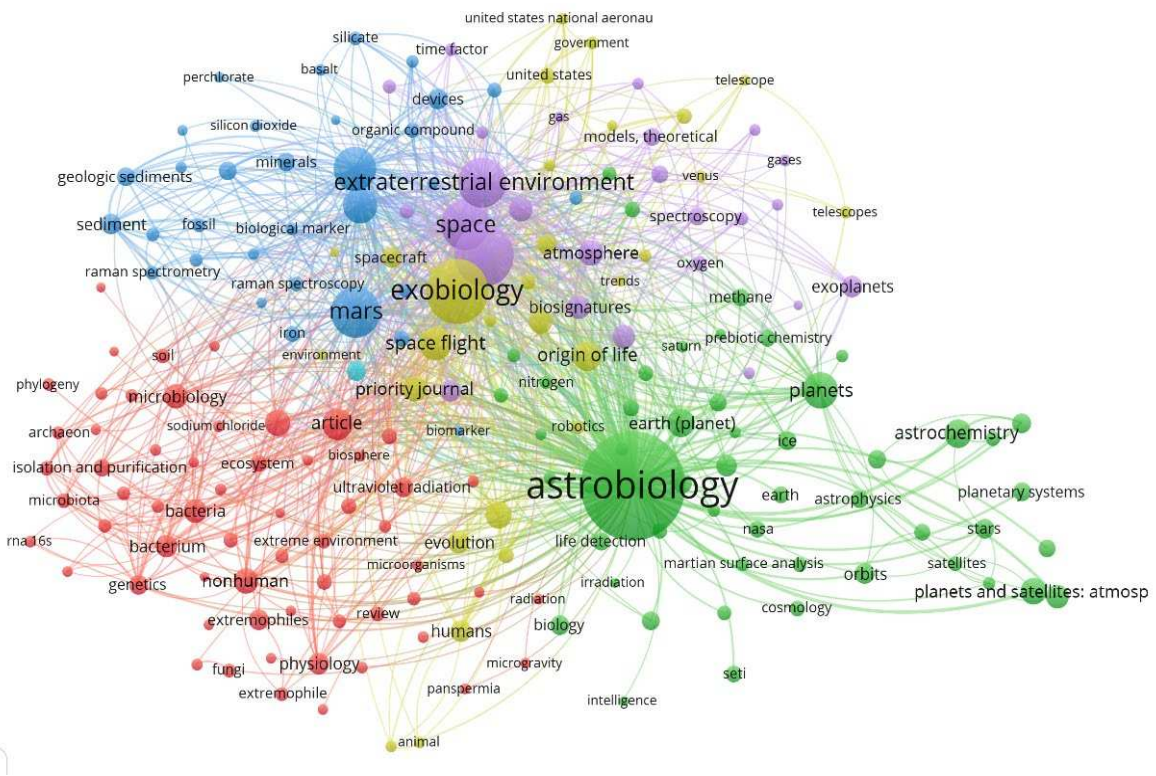 united states national aeronau
silicate
government
time factor
basalt
united states
perchlorate
telescope
devices
gas
silicon dioxide
organic compound
models, theoretical
minerals
gases
geologic sediments
extraterrestrial environment
venus
sediment
fossil
biological marker
space
spectroscopy
telescopes
spacecraft
atmosphere
raman spectrometry
raman spectroscopy
exobiology
trends
oxygen
exoplanets
methane
mars
biosignatures
iron
space flight
prebiotic chemistry
environment
origin of life
saturn
soil
phylogeny
microbiology
priority journal
nitrogen
planets
sodium chloride
article
biomarker
robotics
earth (planet)
archaeon
ice
astrochemistry
biosphere
isolation and purification
ecosystem
ultraviolet radiation
astrobiology
microbiota
earth
astrophysics
planetary systems
bacteria
nasa
stars
rna 16s
bacterium
extreme environment
evolution
life detection
microorganisms
martian surface analysis
satellites
genetics
nonhuman
irradiation
orbits
planets and satellites: atmosp
radiation
cosmology
extremophiles
review
humans
biology
fungi
physiology
microgravity
seti
extremophile
panspermia
intelligence
animal